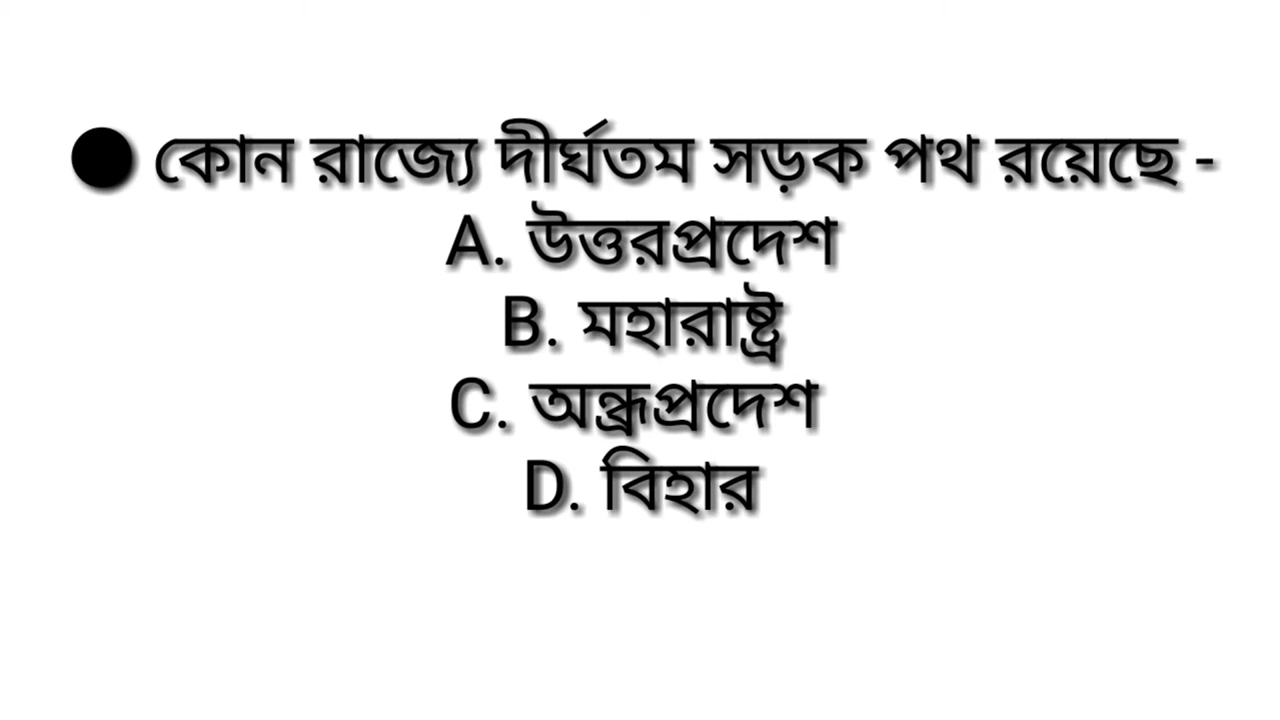 ● কোন রাজ্যে দীর্ঘতম সড়ক পথ রয়েছে -
A. উত্তরপ্রদেশ
B. মহারাষ্ট্র
C. অন্ধ্রপ্রদেশ
D. বিহার